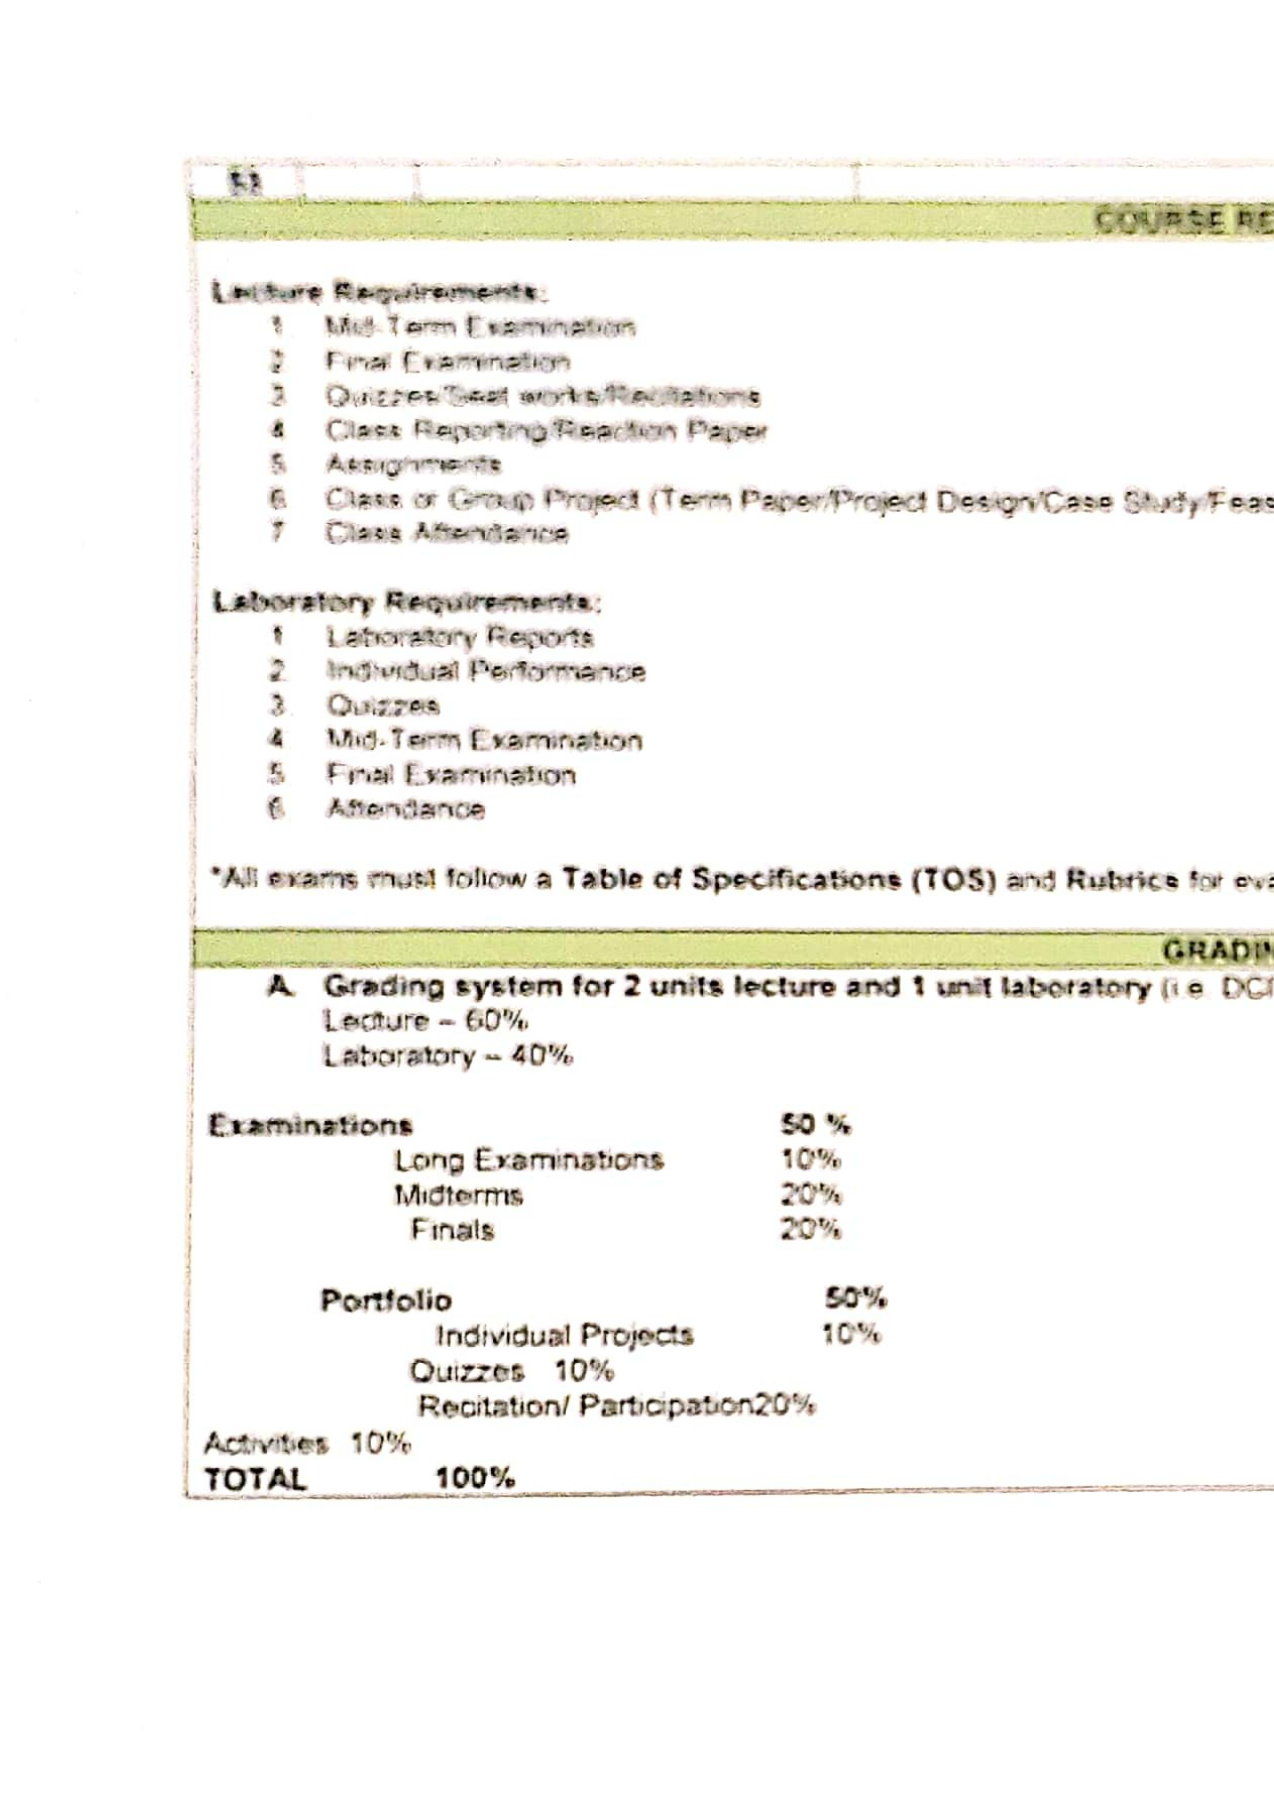 COURSE RE
Lecture Requirements:
1 Mid-Term Examination
2 Final Examination
3 Quizzes/Seat works/Recitations
4 Class Reporting/Reaction Paper
5 Assignments
6 Class or Group Project (Term Paper/Project Design/Case Study/Feas
7 Class Attendance
Laboratory Requirements:
1 Laboratory Reports
2 Individual Performance
3 Quizzes
4 Mid-Term Examination
5 Final Examination
6 Attendance
*All exams must follow a Table of Specifications (TOS) and Rubrics for eva
GRADIN
A. Grading system for 2 units lecture and 1 unit laboratory (i.e. DC
Lecture – 60%
Laboratory – 40%
Examinations 50 %
Long Examinations 10%
Midterms 20%
Finals 20%
Portfolio 50%
Individual Projects 10%
Quizzes 10%
Recitation/ Participation20%
Activities 10%
TOTAL 100%